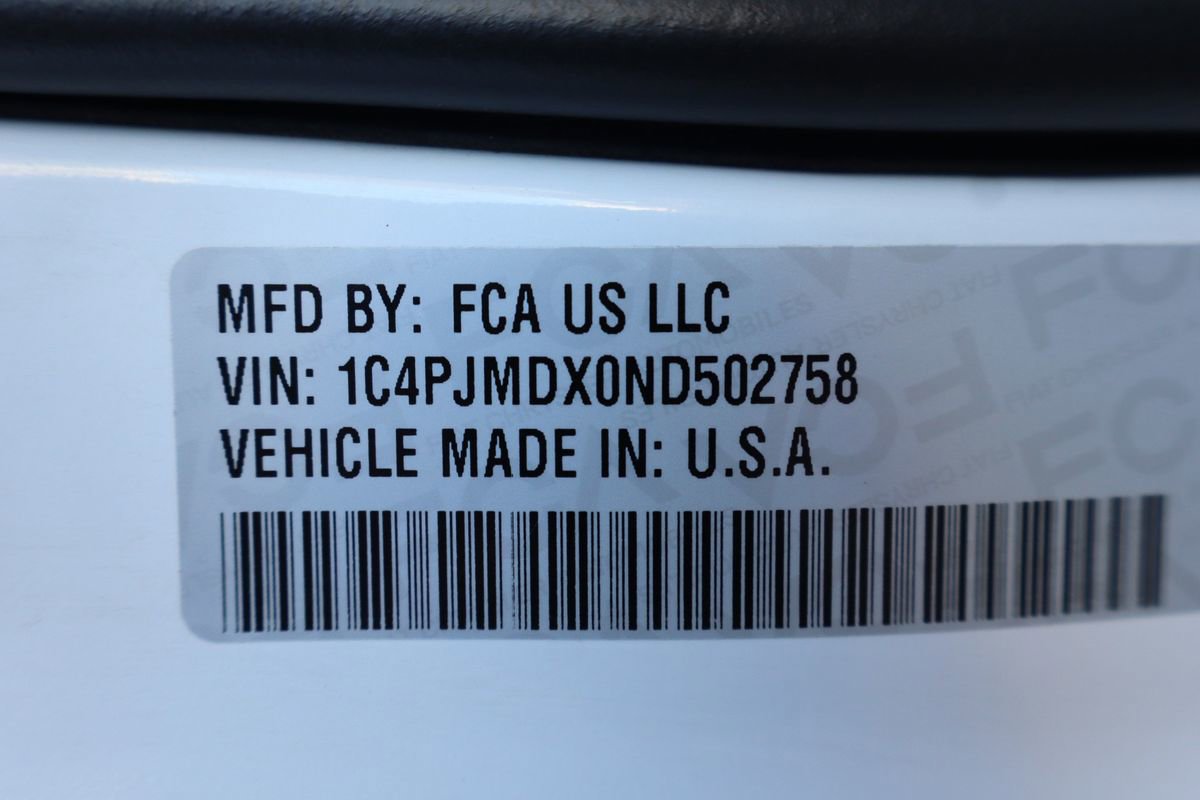 MFD BY: FCA US LLC
VIN: 1C4PJMDX0ND502758
VEHICLE MADE IN: U.S.A.